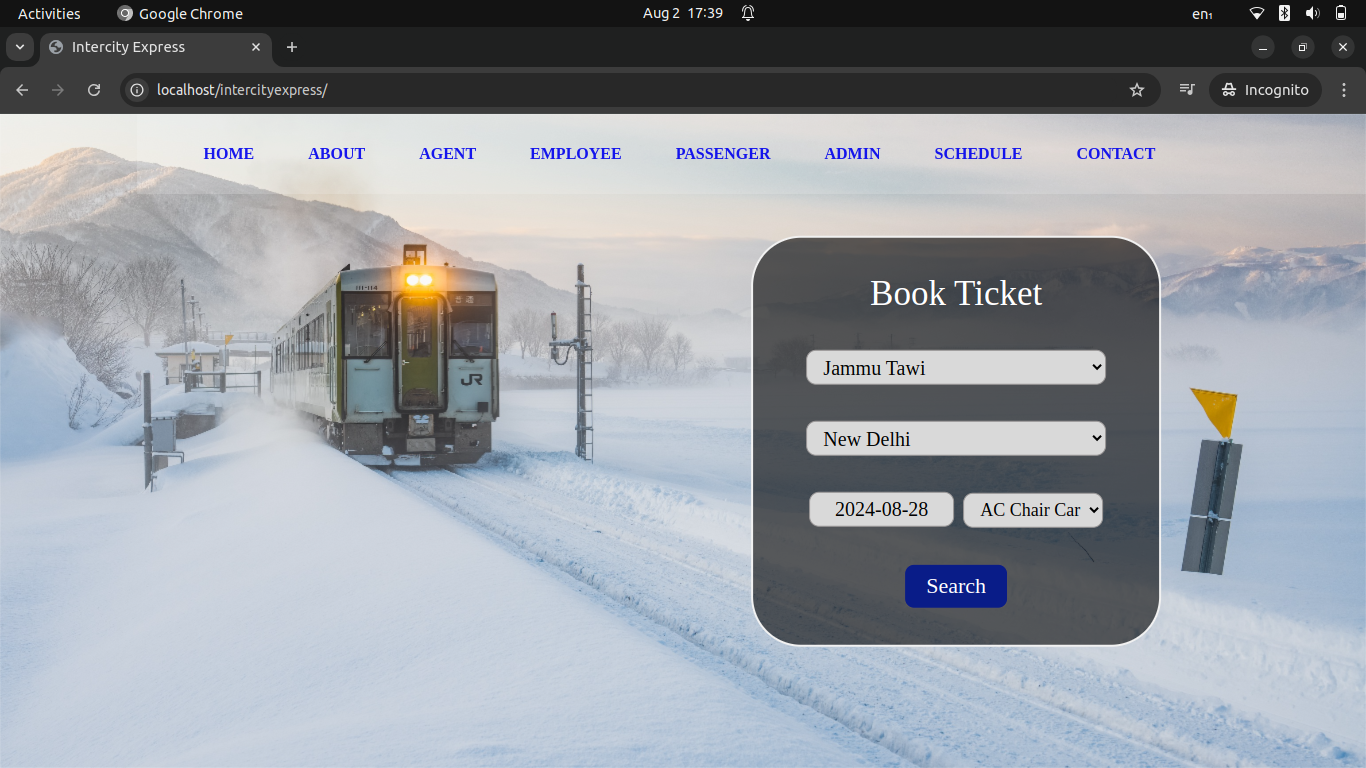 Activities Google Chrome Aug 2 17:39 en₁
Intercity Express
localhost/intercityexpress/ Incognito
HOME ABOUT AGENT EMPLOYEE PASSENGER ADMIN SCHEDULE CONTACT
Book Ticket
Jammu Tawi
New Delhi
2024-08-28 AC Chair Car
Search
JR